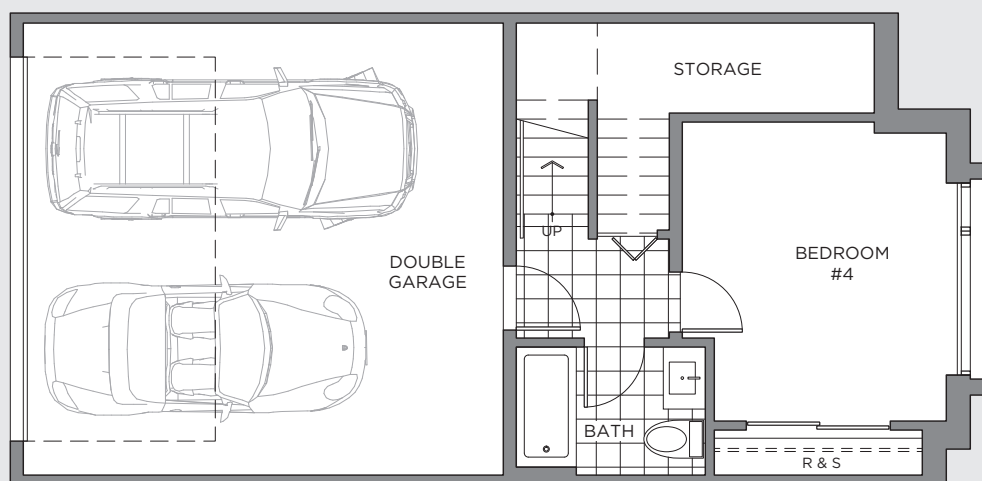 STORAGE
UP
BEDROOM
#4
DOUBLE
GARAGE
BATH
R & S